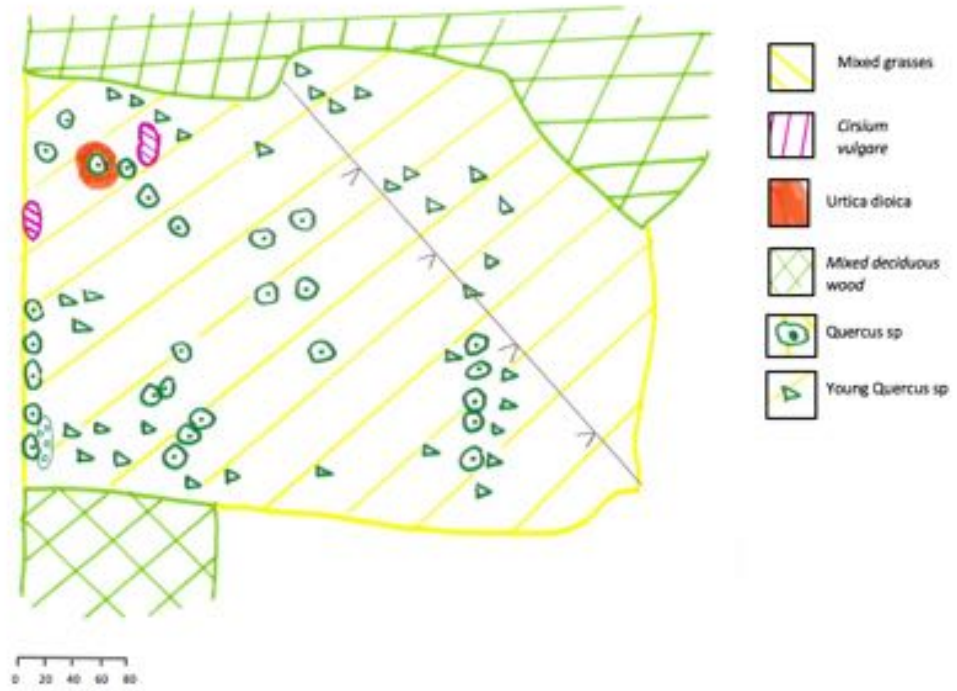 Mixed grasses
Cirsium
vulgare
Urtica dioica
Mixed deciduous
wood
Quercus sp
Young Quercus sp
0 20 40 60 80